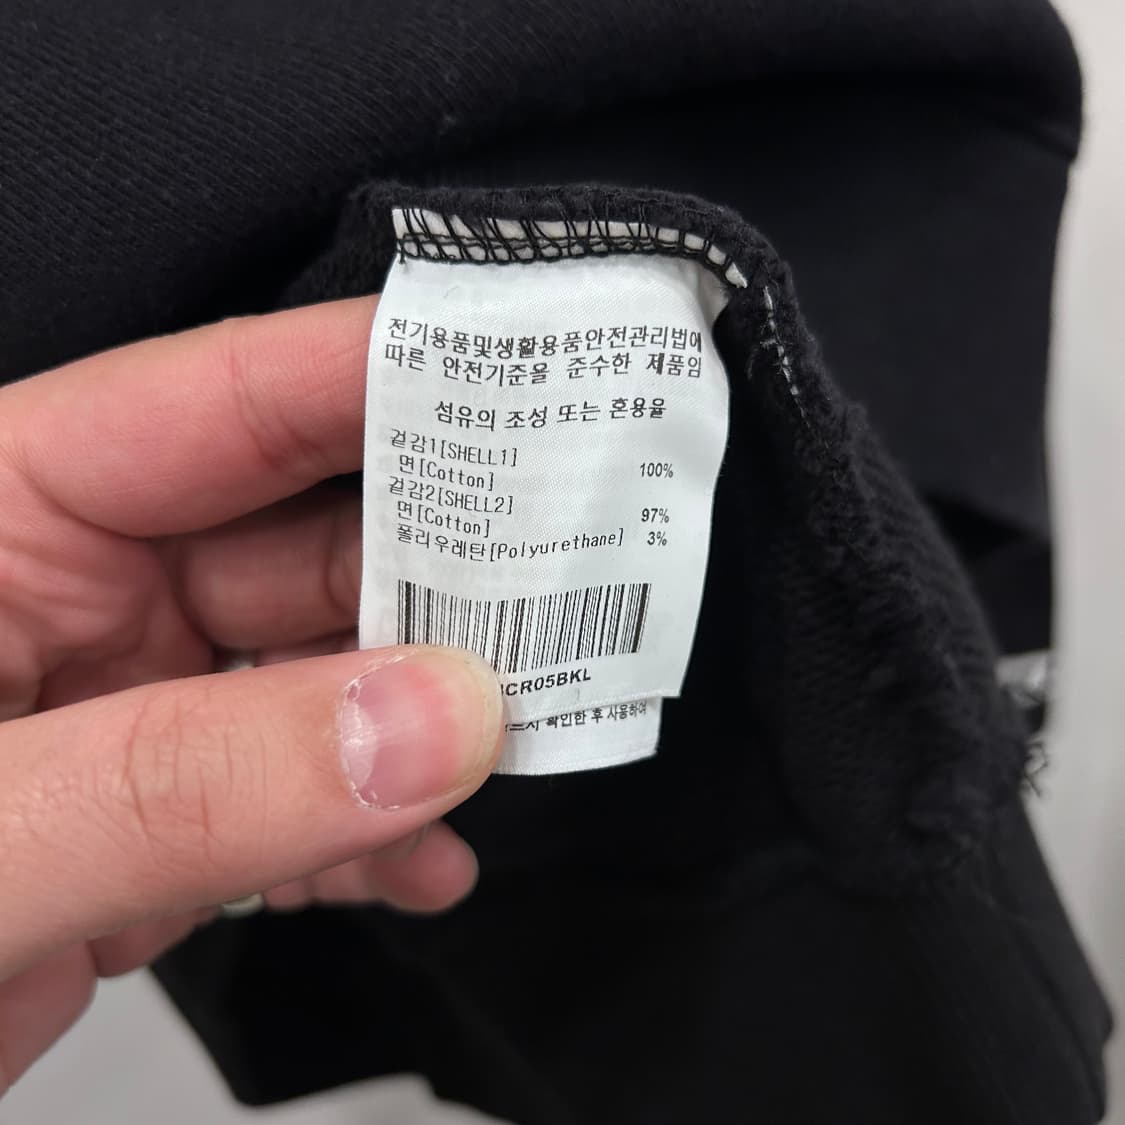 전기용품및생활용품안전관리법에
따른 안전기준을 준수한 제품임
섬유의 조성 또는 혼용율
겉감1[SHELL1]
면[Cotton] 100%
겉감2[SHELL2]
면[Cotton] 97%
폴리우레탄[Polyurethane] 3%
CR05BKL
확인한 후 사용하여